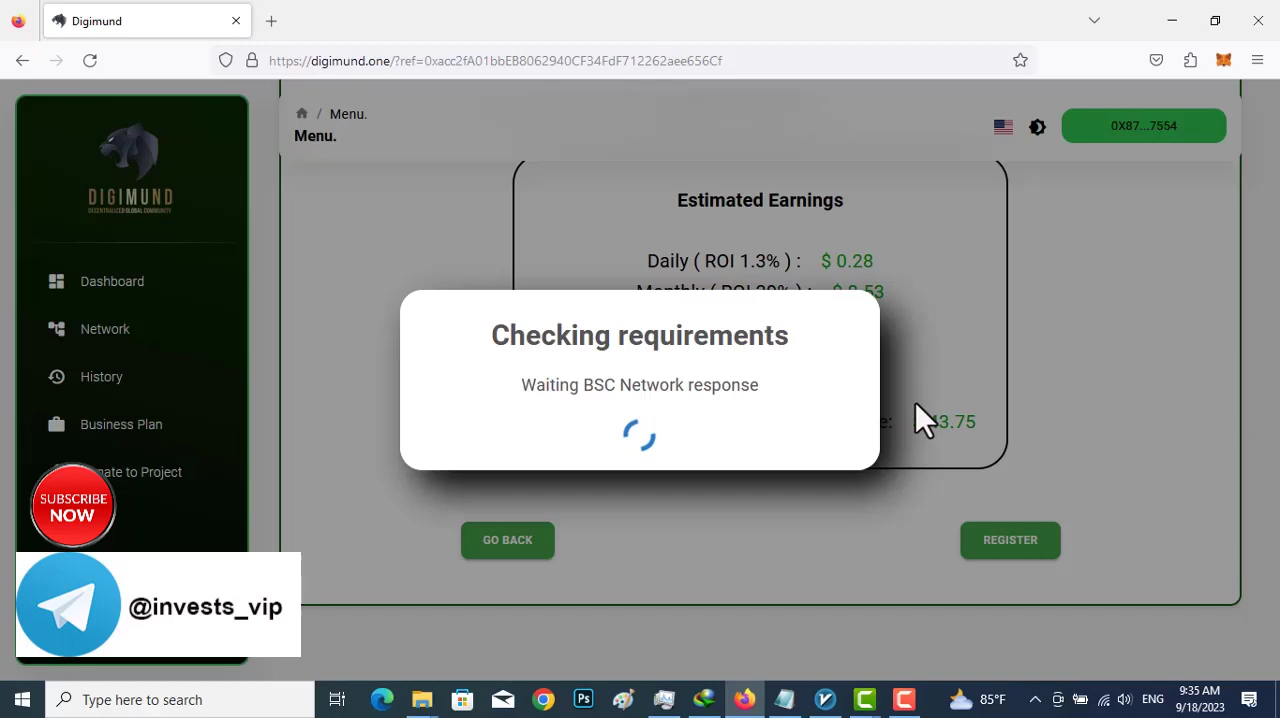 Digimund
https://digimund.one/?ref=0xacc2fA01bbEB8062940CF34FdF712262aee656Cf
DIGIMUND
DECENTRALIZED GLOBAL COMMUNITY
Dashboard
Network
History
Business Plan
nate to Project
SUBSCRIBE
NOW
@invests_vip
/ Menu.
Menu.
0X87...7554
Estimated Earnings
Daily ( ROI 1.3% ) : $ 0.28
Checking requirements
Waiting BSC Network response
3.75
GO BACK
REGISTER
Type here to search
Ps
85°F
ENG
9:35 AM
9/18/2023